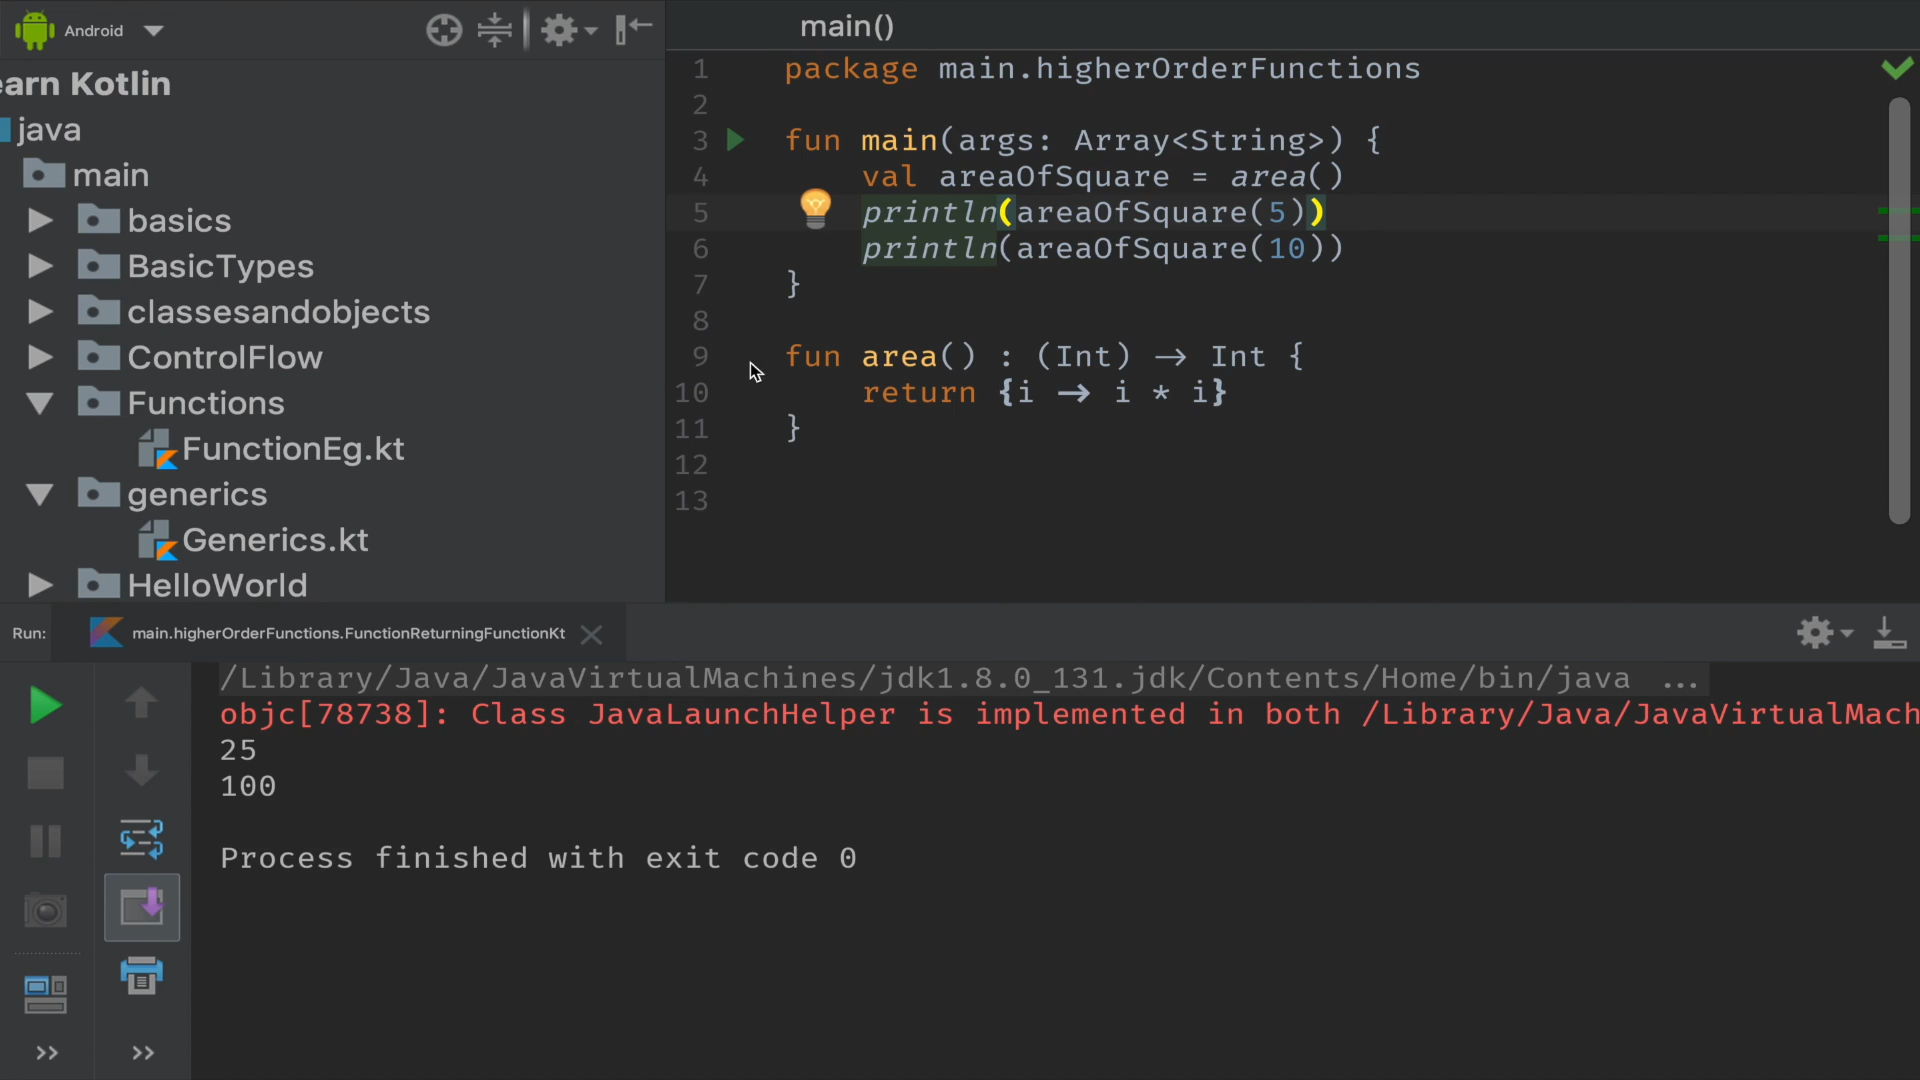 Android
earn Kotlin
java
main
basics
BasicTypes
classesandobjects
ControlFlow
Functions
FunctionEg.kt
generics
Generics.kt
HelloWorld
main()
1 package main.higherOrderFunctions
2
3 fun main(args: Array<String>) {
4 val areaOfSquare = area()
5 println(areaOfSquare(5))
6 println(areaOfSquare(10))
7 }
8
9 fun area() : (Int) → Int {
10 return {i → i * i}
11 }
12
13
Run: main.higherOrderFunctions.FunctionReturningFunctionKt
/Library/Java/JavaVirtualMachines/jdk1.8.0_131.jdk/Contents/Home/bin/java ...
objc[78738]: Class JavaLaunchHelper is implemented in both /Library/Java/JavaVirtualMach
25
100
Process finished with exit code 0